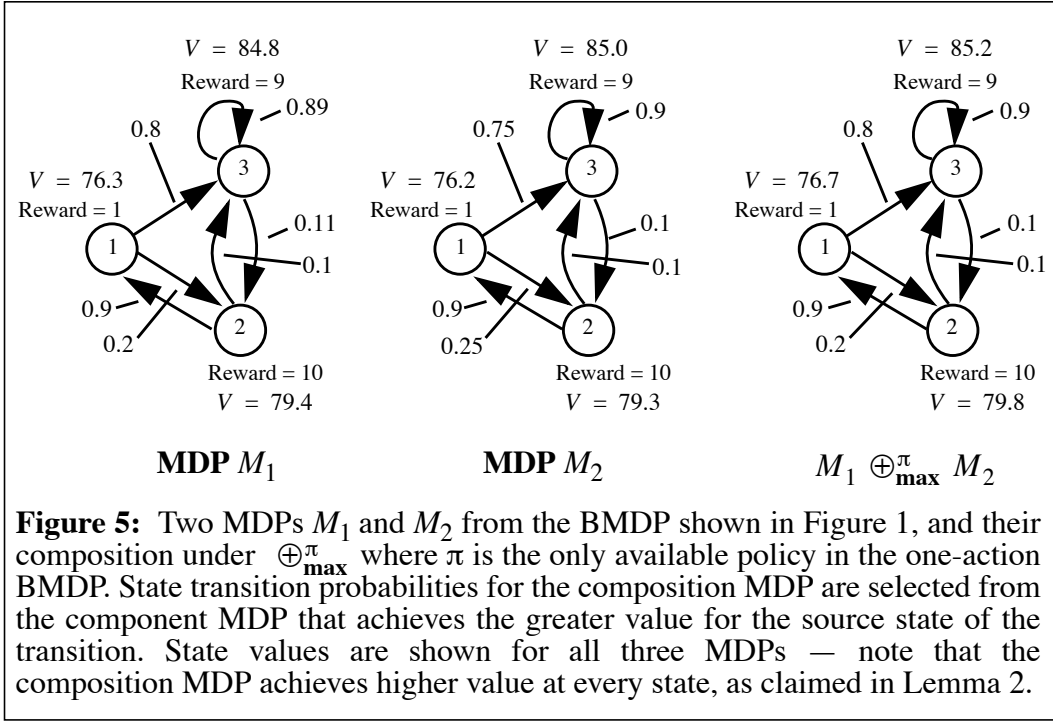 V = 84.8
Reward = 9
0.89
0.8
3
V = 76.3
Reward = 1
1
0.11
0.1
0.9
0.2
2
Reward = 10
V = 79.4
MDP M1
V = 85.0
Reward = 9
0.9
0.75
3
V = 76.2
Reward = 1
1
0.1
0.1
0.9
0.25
2
Reward = 10
V = 79.3
MDP M2
V = 85.2
Reward = 9
0.9
0.8
3
V = 76.7
Reward = 1
1
0.1
0.1
0.9
0.2
2
Reward = 10
V = 79.8
M1 ⊕π max M2
Figure 5: Two MDPs M1 and M2 from the BMDP shown in Figure 1, and their
composition under ⊕π max where π is the only available policy in the one-action
BMDP. State transition probabilities for the composition MDP are selected from
the component MDP that achieves the greater value for the source state of the
transition. State values are shown for all three MDPs — note that the
composition MDP achieves higher value at every state, as claimed in Lemma 2.